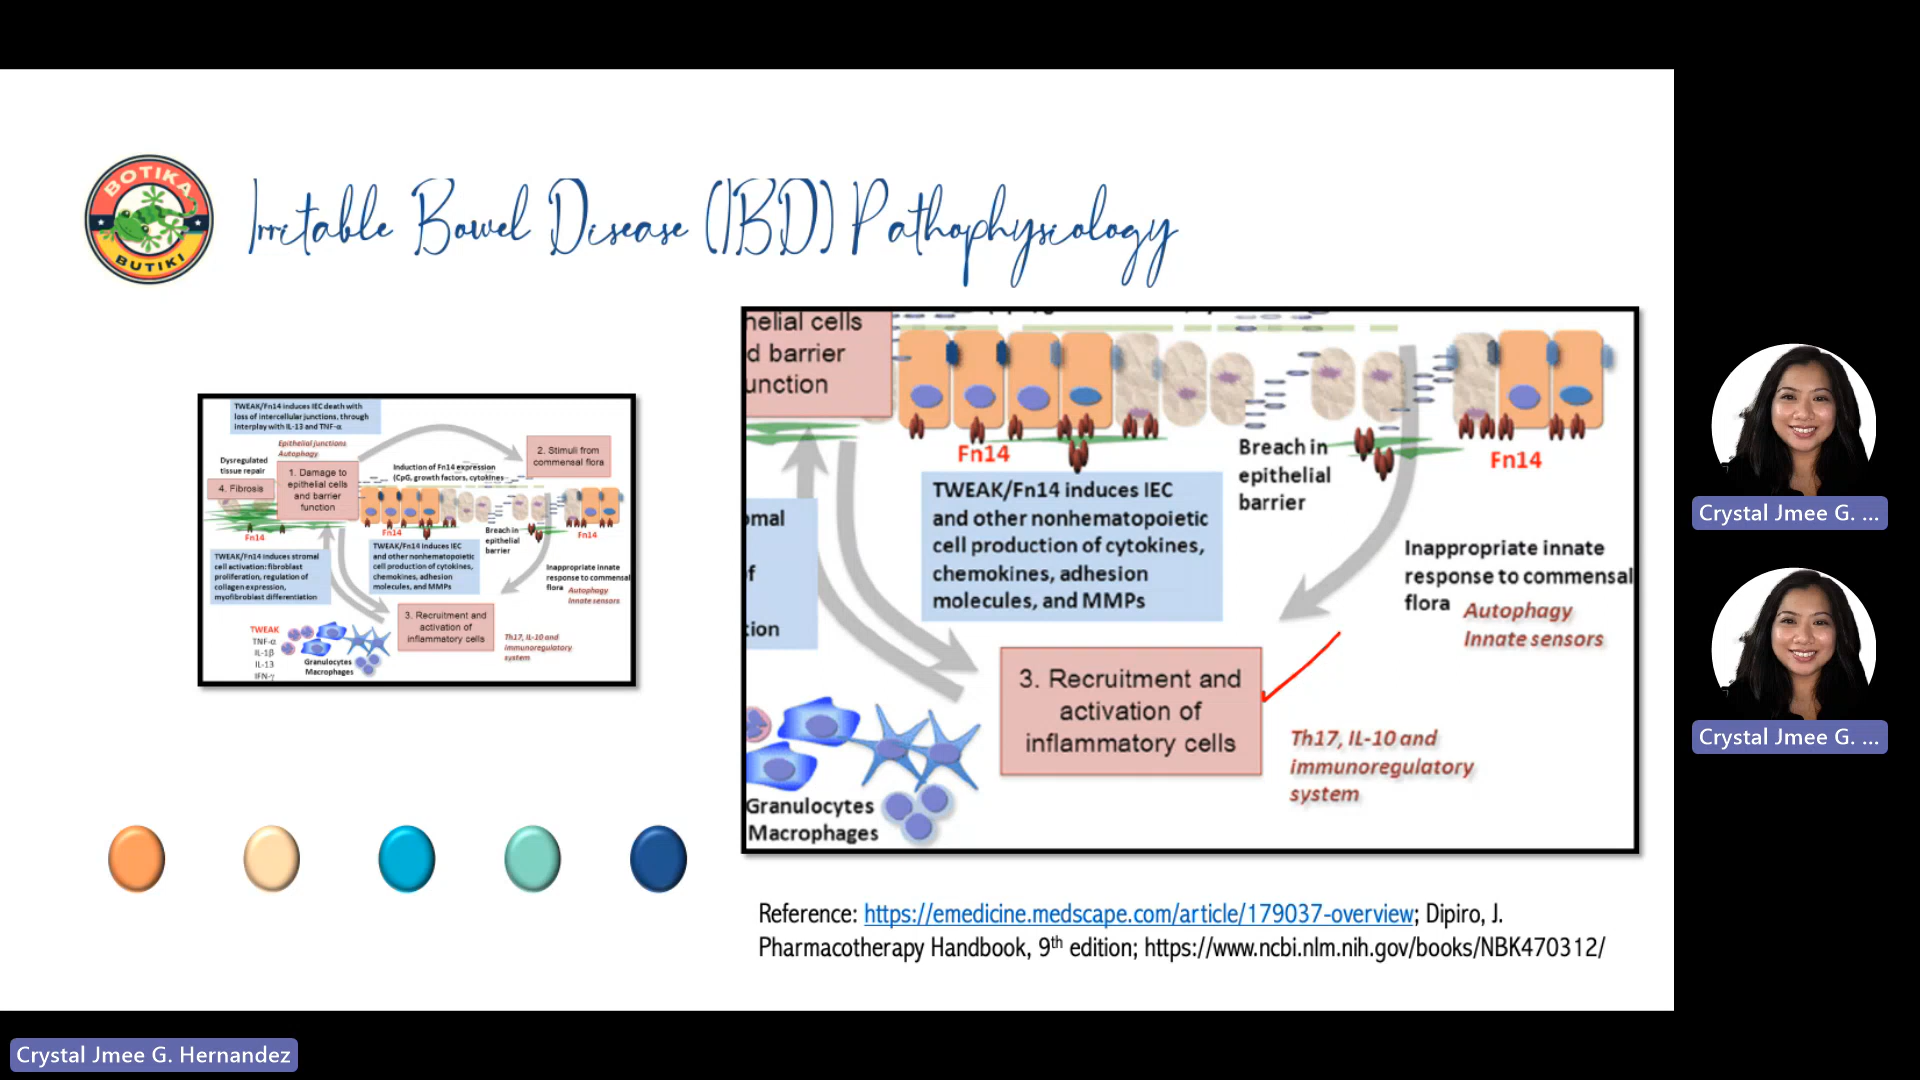 BOTIKA
BUTIKI
Irritable Bowel Disease (IBD) Pathophysiology
TWEAK/Fn14 induces IEC death with
loss of intercellular junctions, through
interplay with IL-13 and TNF-α
Epithelial junctions
Autophagy
2. Stimuli from
commensal flora
Dysregulated
tissue repair
4. Fibrosis
1. Damage to
epithelial cells
and barrier
function
Induction of Fn14 expression
(CpG, growth factors, cytokines
Fn14
Fn14
Fn14
Breach in
epithelial
barrier
TWEAK/Fn14 induces stromal
cell activation: fibroblast
proliferation, regulation of
collagen expression,
myofibroblast differentiation
TWEAK/Fn14 induces IEC
and other nonhematopoietic
cell production of cytokines,
chemokines, adhesion
molecules, and MMPs
Inappropriate innate
response to commensal
flora
Autophagy
Innate sensors
3. Recruitment and
activation of
inflammatory cells
Th17, IL-10 and
immunoregulatory
system
TWEAK
TNF-α
IL-1β
IL-13
IFN-γ
Granulocytes
Macrophages
helial cells
d barrier
unction
Fn14
Fn14
Breach in
epithelial
barrier
omal
of
tion
TWEAK/Fn14 induces IEC
and other nonhematopoietic
cell production of cytokines,
chemokines, adhesion
molecules, and MMPs
Inappropriate innate
response to commensal
flora
Autophagy
Innate sensors
3. Recruitment and
activation of
inflammatory cells
Th17, IL-10 and
immunoregulatory
system
Granulocytes
Macrophages
Reference: https://emedicine.medscape.com/article/179037-overview; Dipiro, J.
Pharmacotherapy Handbook, 9th edition; https://www.ncbi.nlm.nih.gov/books/NBK470312/
Crystal Jmee G. ...
Crystal Jmee G. ...
Crystal Jmee G. Hernandez